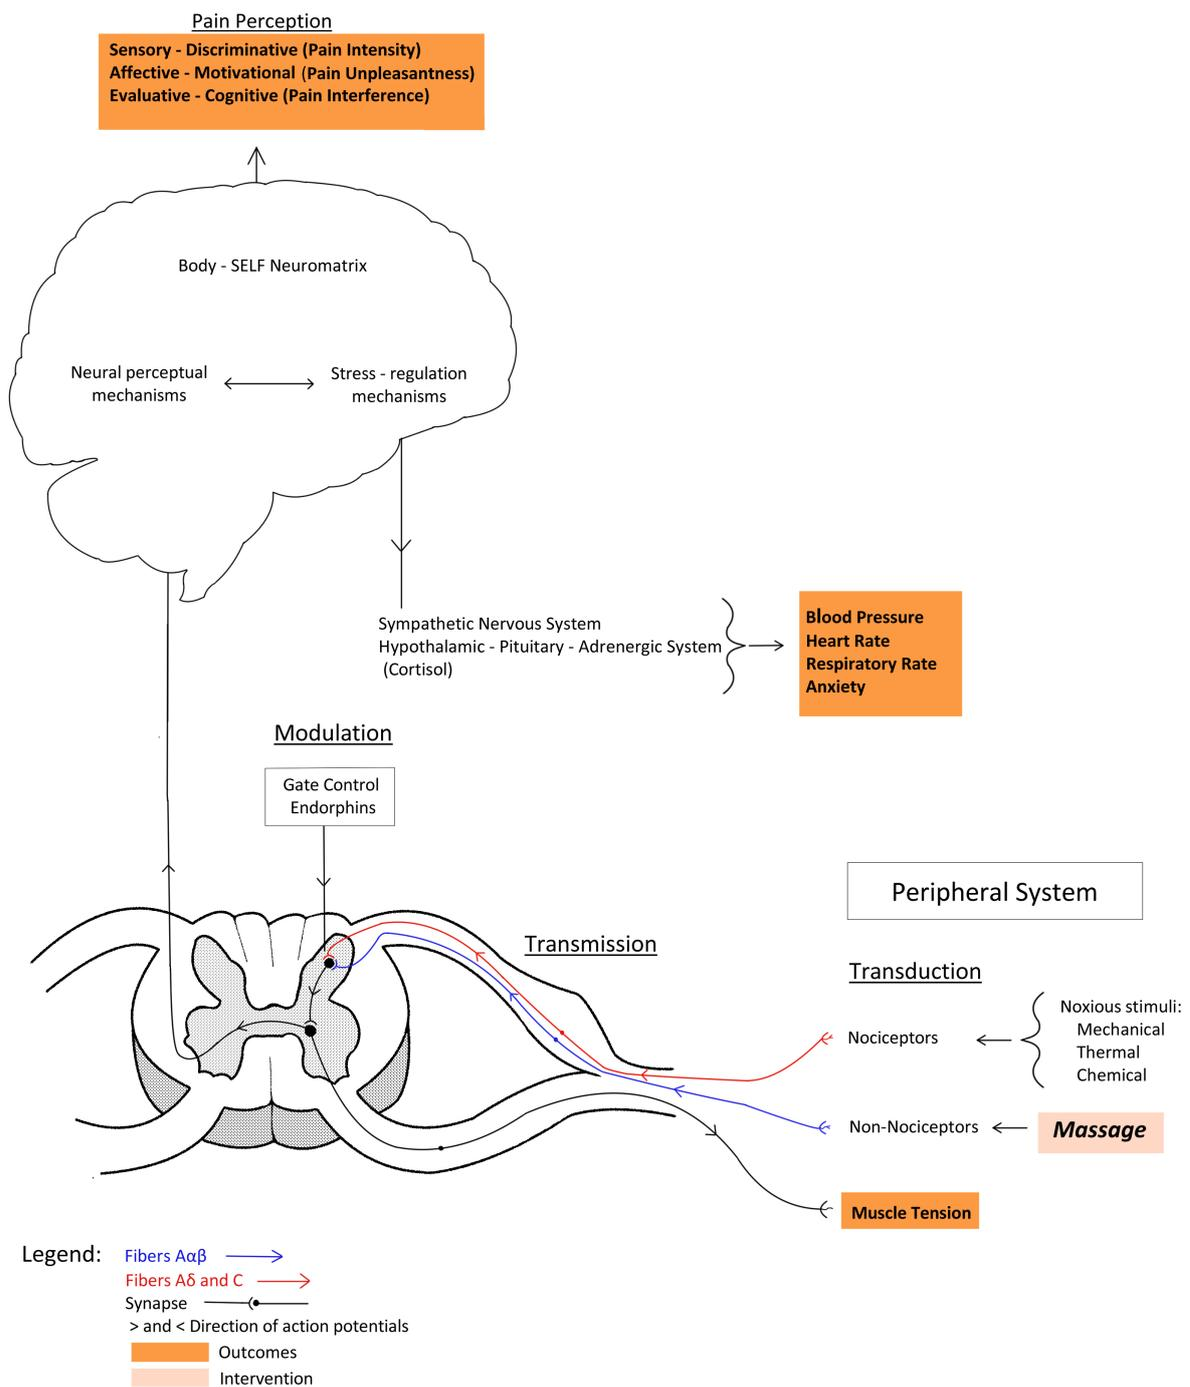 Pain Perception
Sensory - Discriminative (Pain Intensity)
Affective - Motivational (Pain Unpleasantness)
Evaluative - Cognitive (Pain Interference)
Body - SELF Neuromatrix
Neural perceptual
mechanisms
Stress - regulation
mechanisms
Sympathetic Nervous System
Hypothalamic - Pituitary - Adrenergic System
(Cortisol)
Blood Pressure
Heart Rate
Respiratory Rate
Anxiety
Modulation
Gate Control
Endorphins
Peripheral System
Transmission
Transduction
Nociceptors
Noxious stimuli:
Mechanical
Thermal
Chemical
Non-Nociceptors
Massage
Muscle Tension
Legend:
Fibers Aαβ
Fibers Aδ and C
Synapse
> and < Direction of action potentials
Outcomes
Intervention